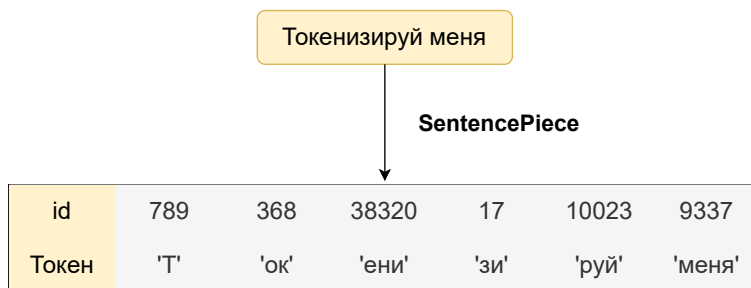 Токенизируй меня
SentencePiece
id 789 368 38320 17 10023 9337
Токен 'Т' 'ок' 'ени' 'зи' 'руй' 'меня'